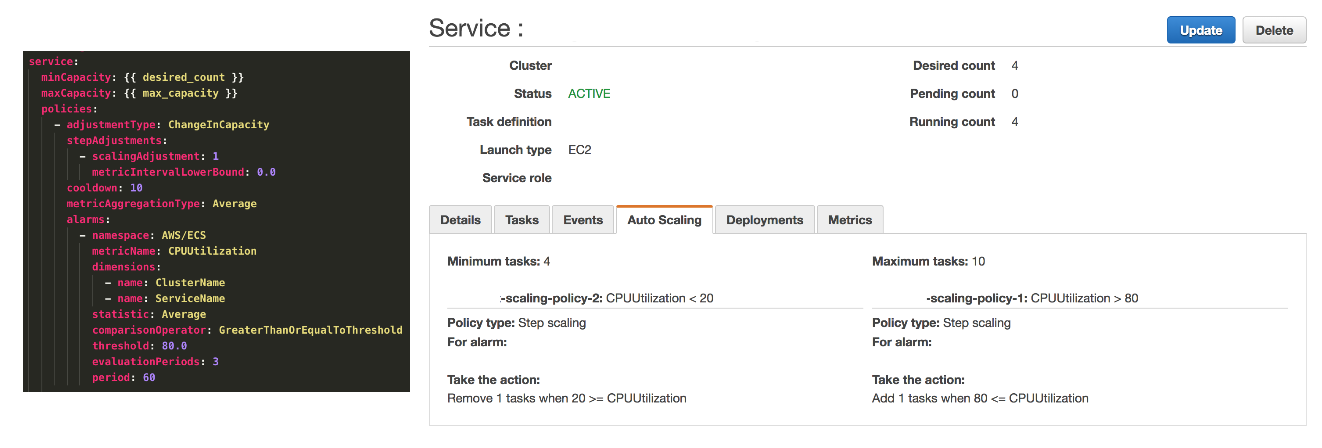 service:
minCapacity: {{ desired_count }}
maxCapacity: {{ max_capacity }}
policies:
- adjustmentType: ChangeInCapacity
stepAdjustments:
- scalingAdjustment: 1
metricIntervalLowerBound: 0.0
cooldown: 10
metricAggregationType: Average
alarms:
- namespace: AWS/ECS
metricName: CPUUtilization
dimensions:
- name: ClusterName
- name: ServiceName
statistic: Average
comparisonOperator: GreaterThanOrEqualToThreshold
threshold: 80.0
evaluationPeriods: 3
period: 60
Service :
Update Delete
Cluster
Status ACTIVE
Task definition
Launch type EC2
Service role
Desired count 4
Pending count 0
Running count 4
Details Tasks Events Auto Scaling Deployments Metrics
Minimum tasks: 4
-scaling-policy-2: CPUUtilization < 20
Policy type: Step scaling
For alarm:
Take the action:
Remove 1 tasks when 20 >= CPUUtilization
Maximum tasks: 10
-scaling-policy-1: CPUUtilization > 80
Policy type: Step scaling
For alarm:
Take the action:
Add 1 tasks when 80 <= CPUUtilization